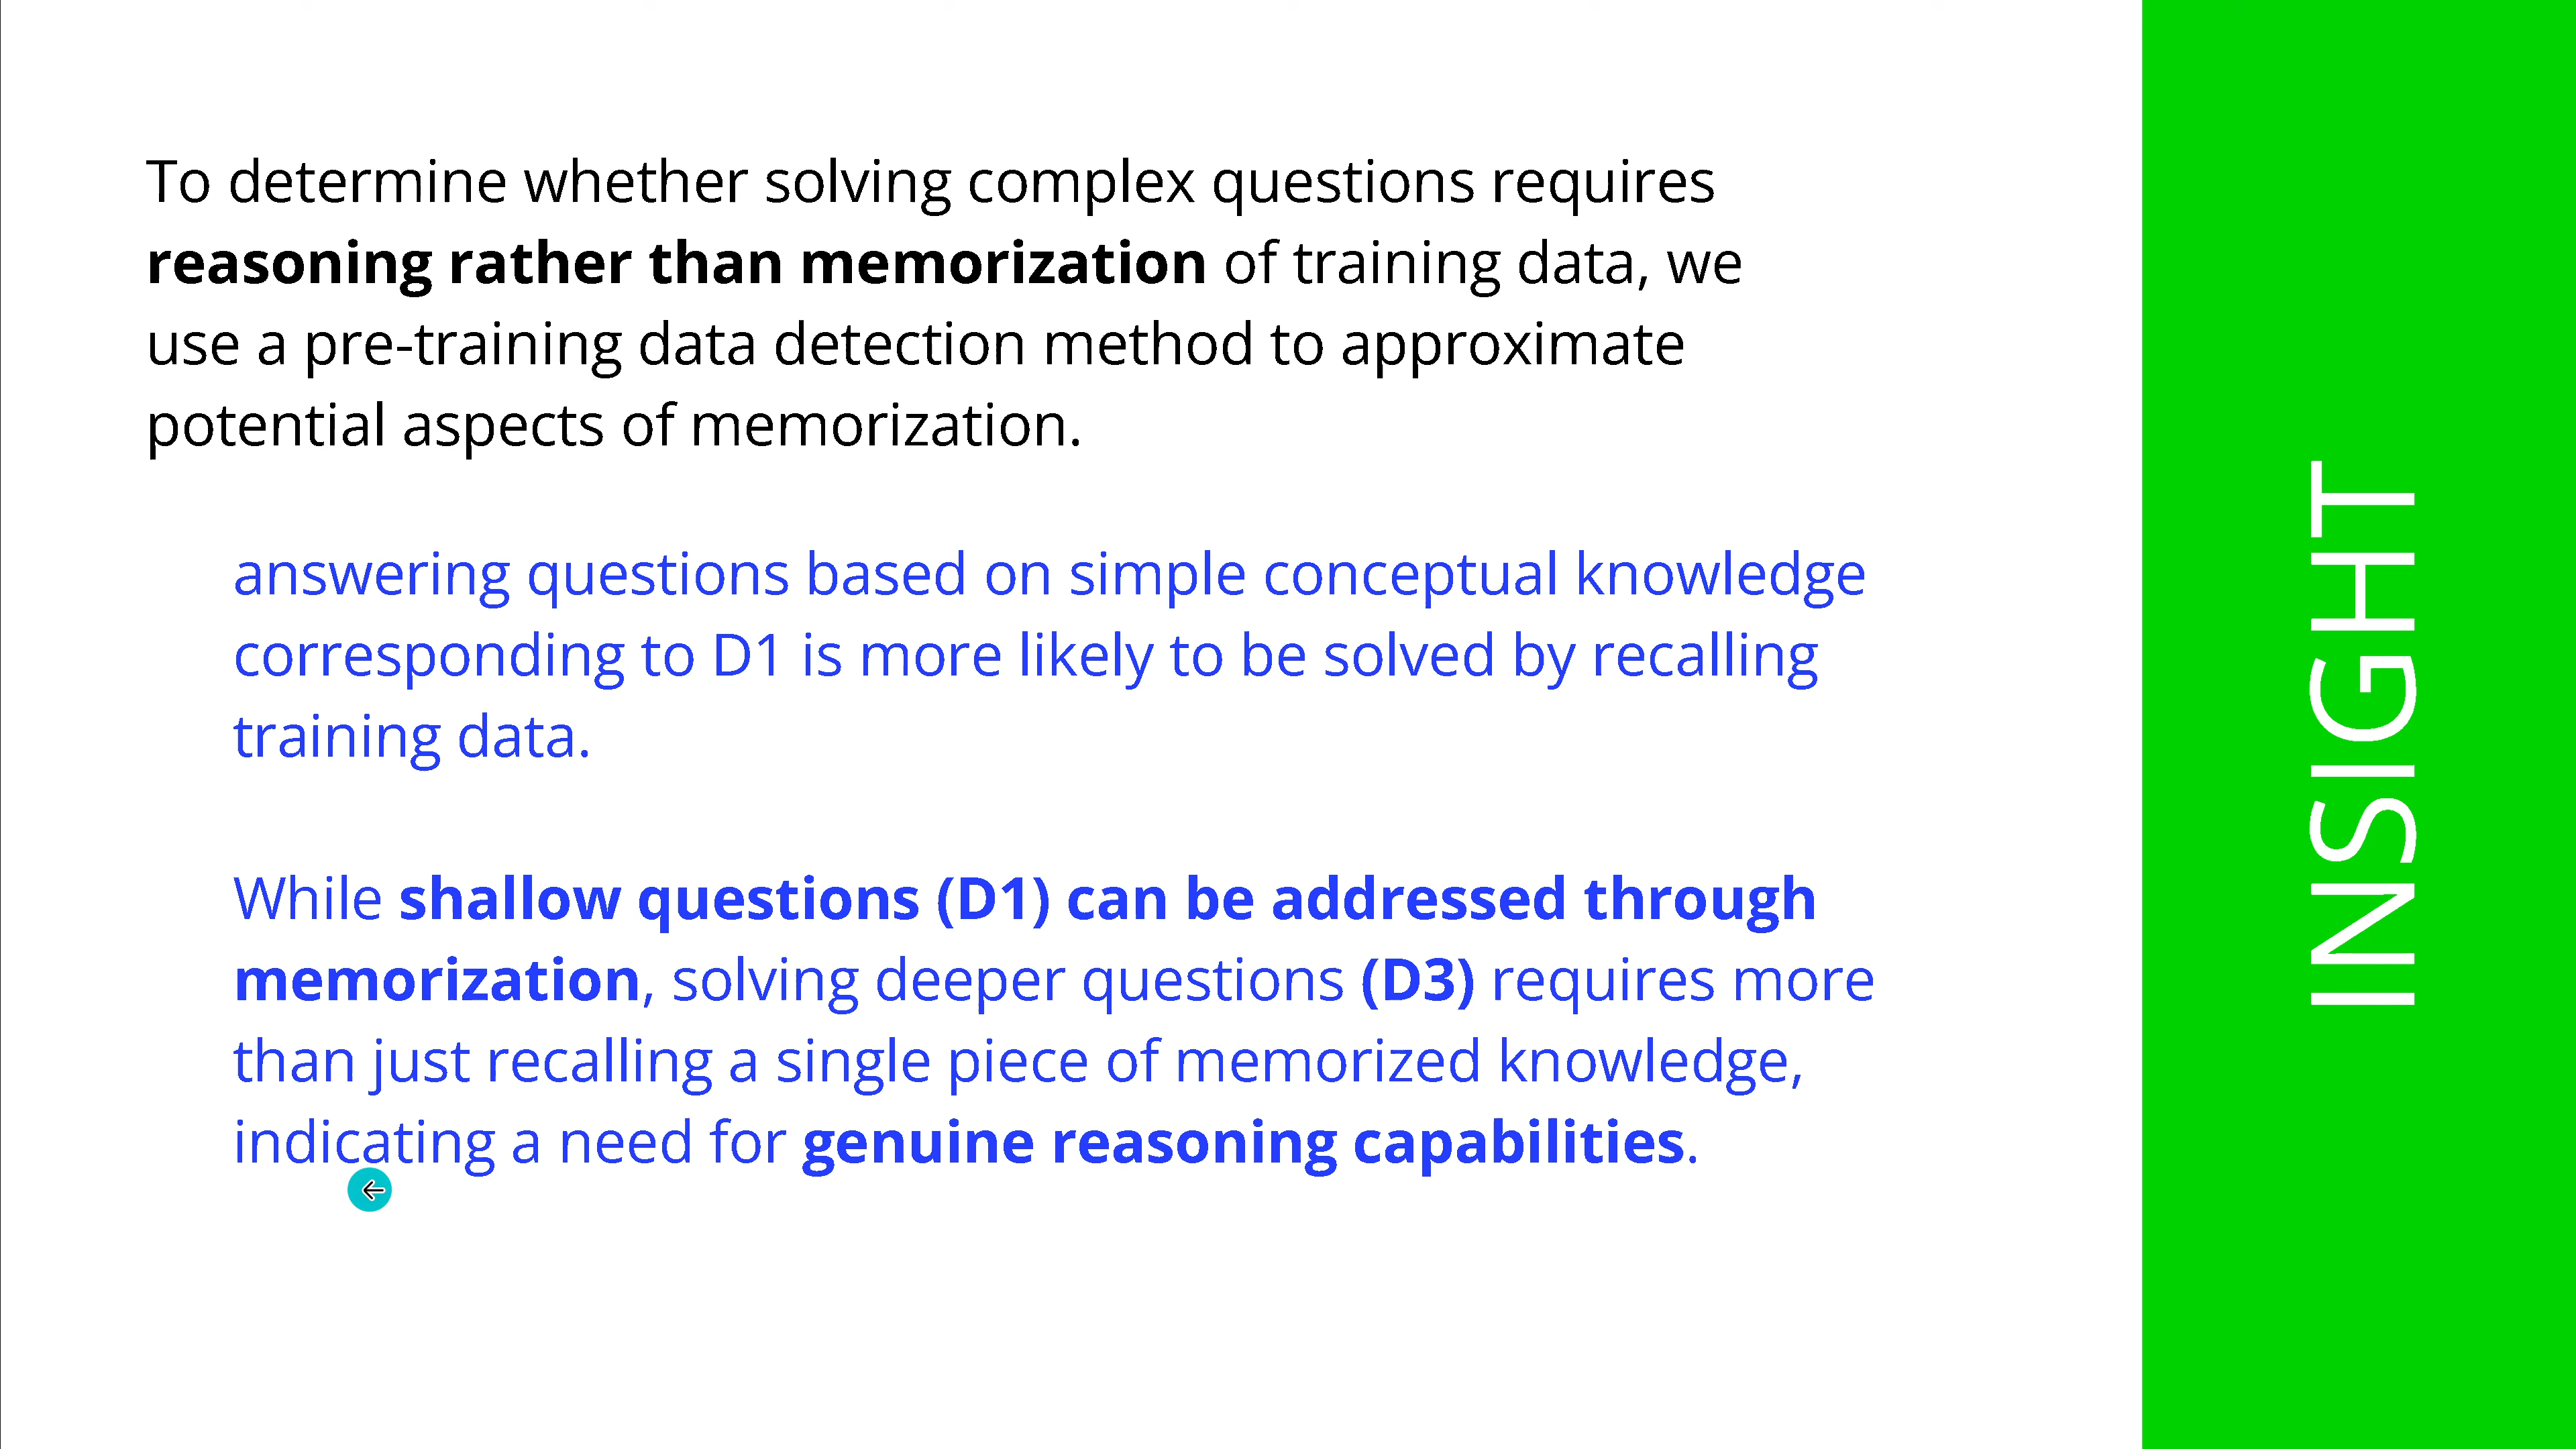 To determine whether solving complex questions requires
reasoning rather than memorization of training data, we
use a pre-training data detection method to approximate
potential aspects of memorization.
answering questions based on simple conceptual knowledge
corresponding to D1 is more likely to be solved by recalling
training data.
While shallow questions (D1) can be addressed through
memorization, solving deeper questions (D3) requires more
than just recalling a single piece of memorized knowledge,
indicating a need for genuine reasoning capabilities.
INSIGHT